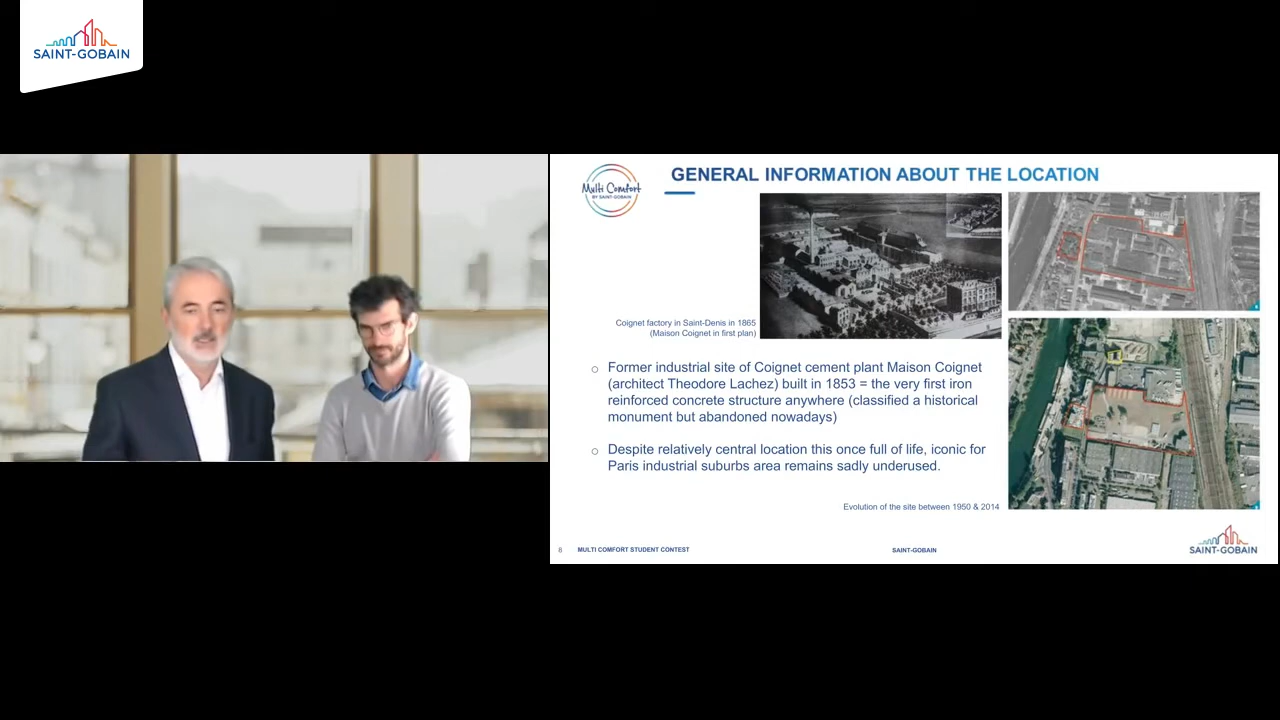 SAINT-GOBAIN
Multi Comfort
BY SAINT-GOBAIN
GENERAL INFORMATION ABOUT THE LOCATION
Coignet factory in Saint-Denis in 1865
(Maison Coignet in first plan)
○ Former industrial site of Coignet cement plant Maison Coignet
(architect Theodore Lachez) built in 1853 = the very first iron
reinforced concrete structure anywhere (classified a historical
monument but abandoned nowadays)
○ Despite relatively central location this once full of life, iconic for
Paris industrial suburbs area remains sadly underused.
Evolution of the site between 1950 & 2014
MULTI COMFORT STUDENT CONTEST
SAINT-GOBAIN
SAINT-GOBAIN